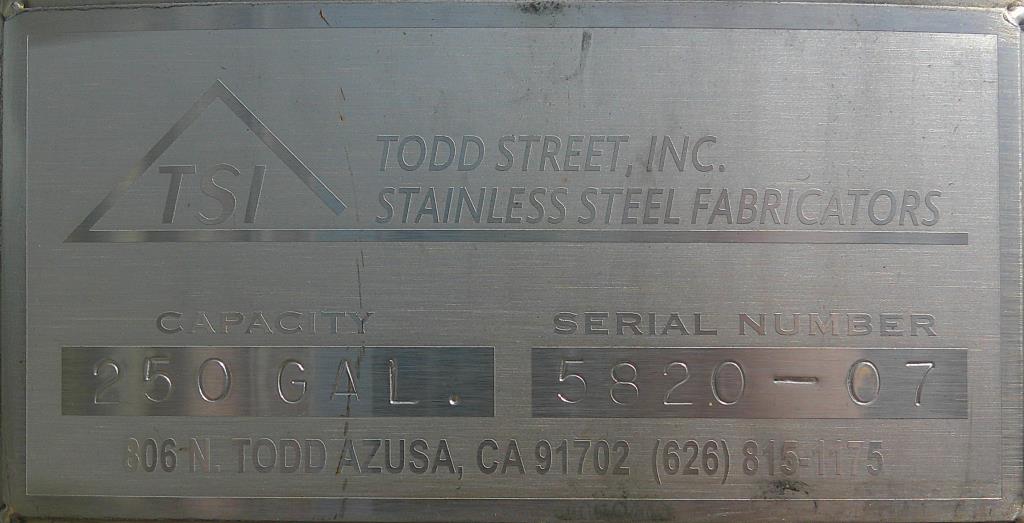 TSI
TODD STREET, INC.
STAINLESS STEEL FABRICATORS
CAPACITY
250 GAL.
SERIAL NUMBER
5820-07
806 N. TODD AZUSA, CA 91702 (626) 815-1175